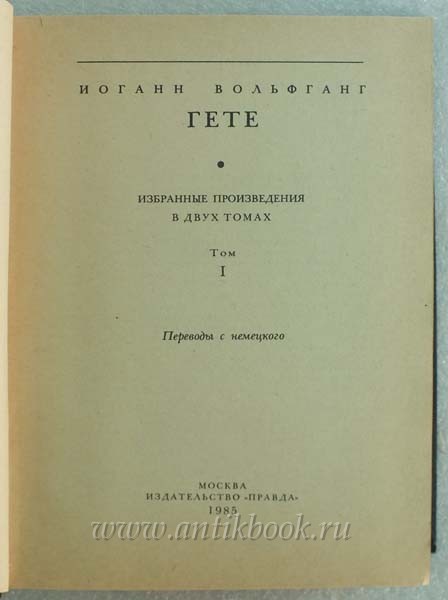 ИОГАНН ВОЛЬФГАНГ
ГЕТЕ
ИЗБРАННЫЕ ПРОИЗВЕДЕНИЯ
В ДВУХ ТОМАХ
Том
I
Переводы с немецкого
МОСКВА
ИЗДАТЕЛЬСТВО «ПРАВДА»
1985
www.antikbook.ru